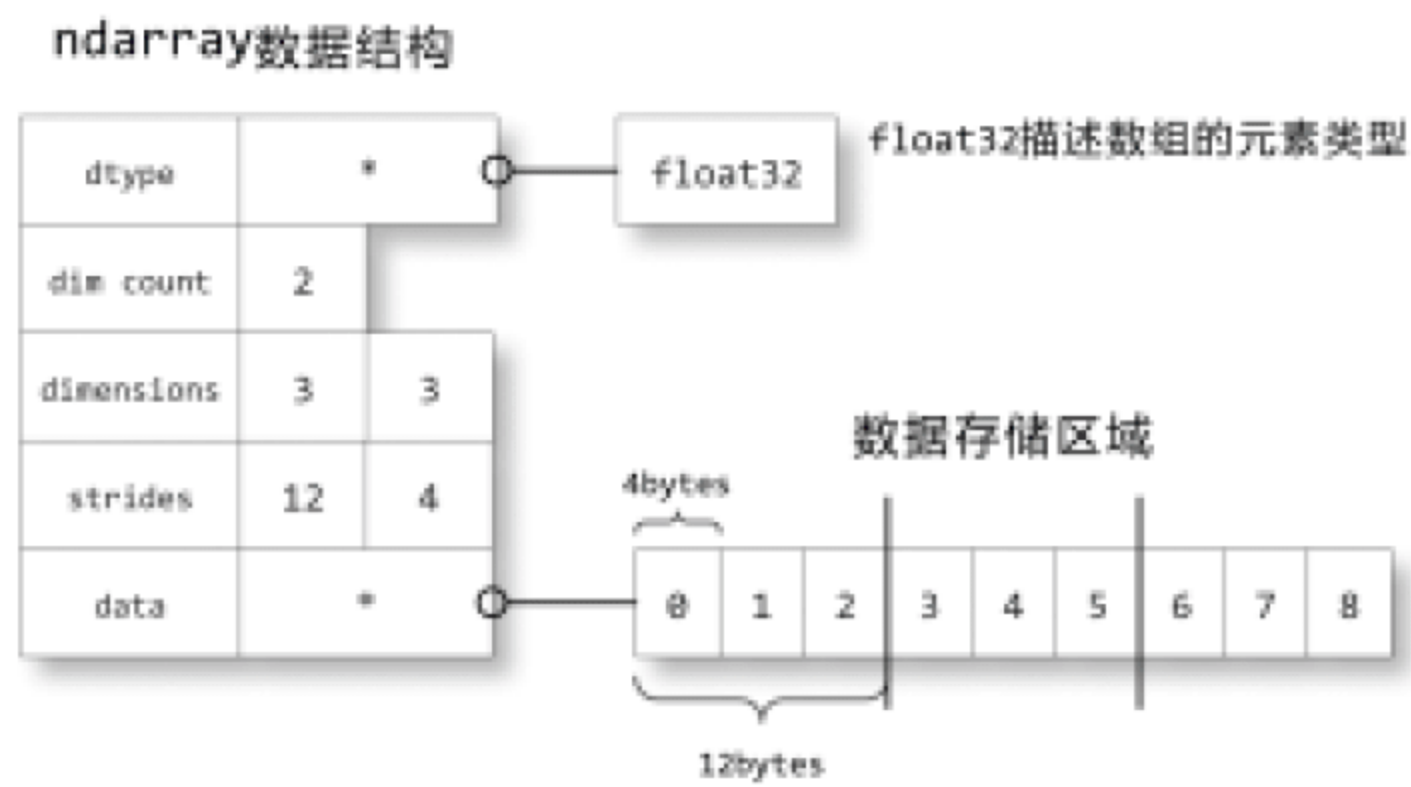 ndarray数据结构
dtype * float32 float32描述数组的元素类型
dim count 2
dimensions 3 3
数据存储区域
strides 12 4 4bytes
data * 0 1 2 3 4 5 6 7 8
12bytes